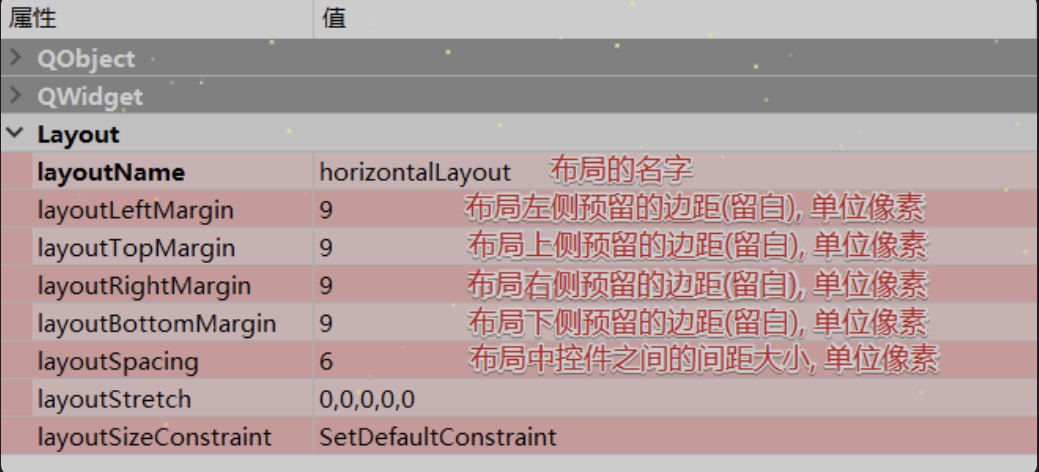 属性 值
QObject
QWidget
Layout
layoutName horizontalLayout 布局的名字
layoutLeftMargin 9 布局左侧预留的边距(留白), 单位像素
layoutTopMargin 9 布局上侧预留的边距(留白), 单位像素
layoutRightMargin 9 布局右侧预留的边距(留白), 单位像素
layoutBottomMargin 9 布局下侧预留的边距(留白), 单位像素
layoutSpacing 6 布局中控件之间的间距大小, 单位像素
layoutStretch 0,0,0,0,0
layoutSizeConstraint SetDefaultConstraint